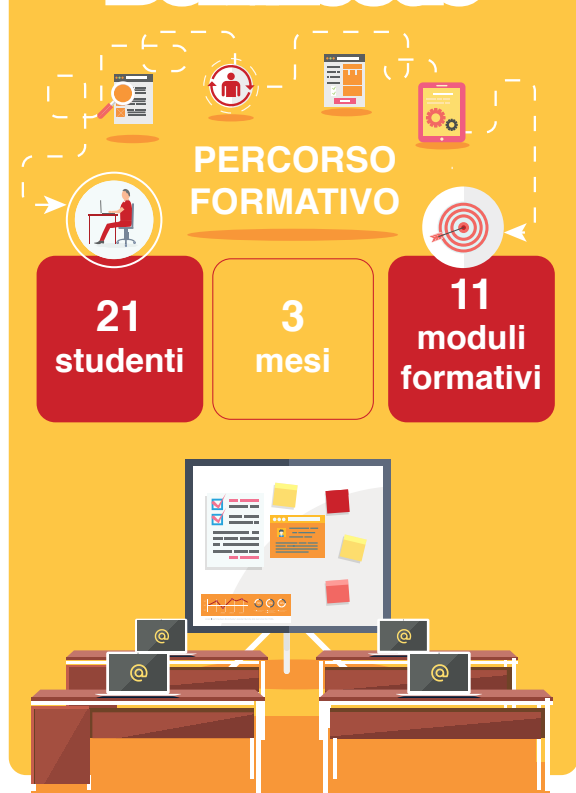 PERCORSO
FORMATIVO
21
studenti
3
mesi
11
moduli
formativi
@
@
@
@